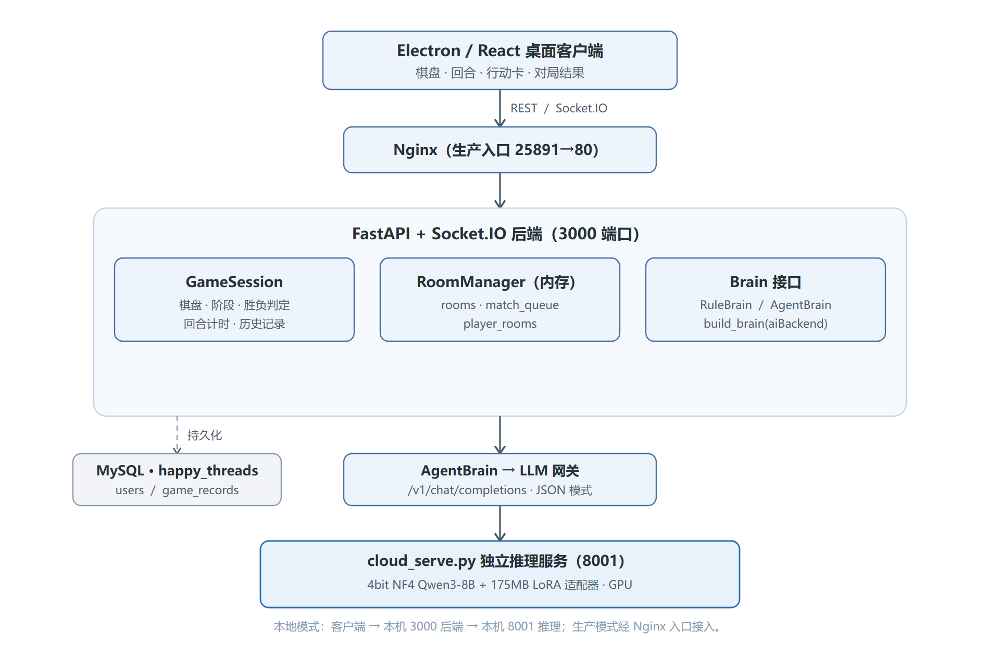 Electron / React 桌面客户端
棋盘 · 回合 · 行动卡 · 对局结果
REST / Socket.IO
Nginx（生产入口 25891→80）
FastAPI + Socket.IO 后端（3000 端口）
GameSession
棋盘 · 阶段 · 胜负判定
回合计时 · 历史记录
RoomManager（内存）
rooms · match_queue
player_rooms
Brain 接口
RuleBrain / AgentBrain
build_brain(aiBackend)
持久化
MySQL • happy_threads
users / game_records
AgentBrain → LLM 网关
/v1/chat/completions · JSON 模式
cloud_serve.py 独立推理服务（8001）
4bit NF4 Qwen3-8B + 175MB LoRA 适配器 · GPU
本地模式：客户端 → 本机 3000 后端 → 本机 8001 推理；生产模式经 Nginx 入口接入。